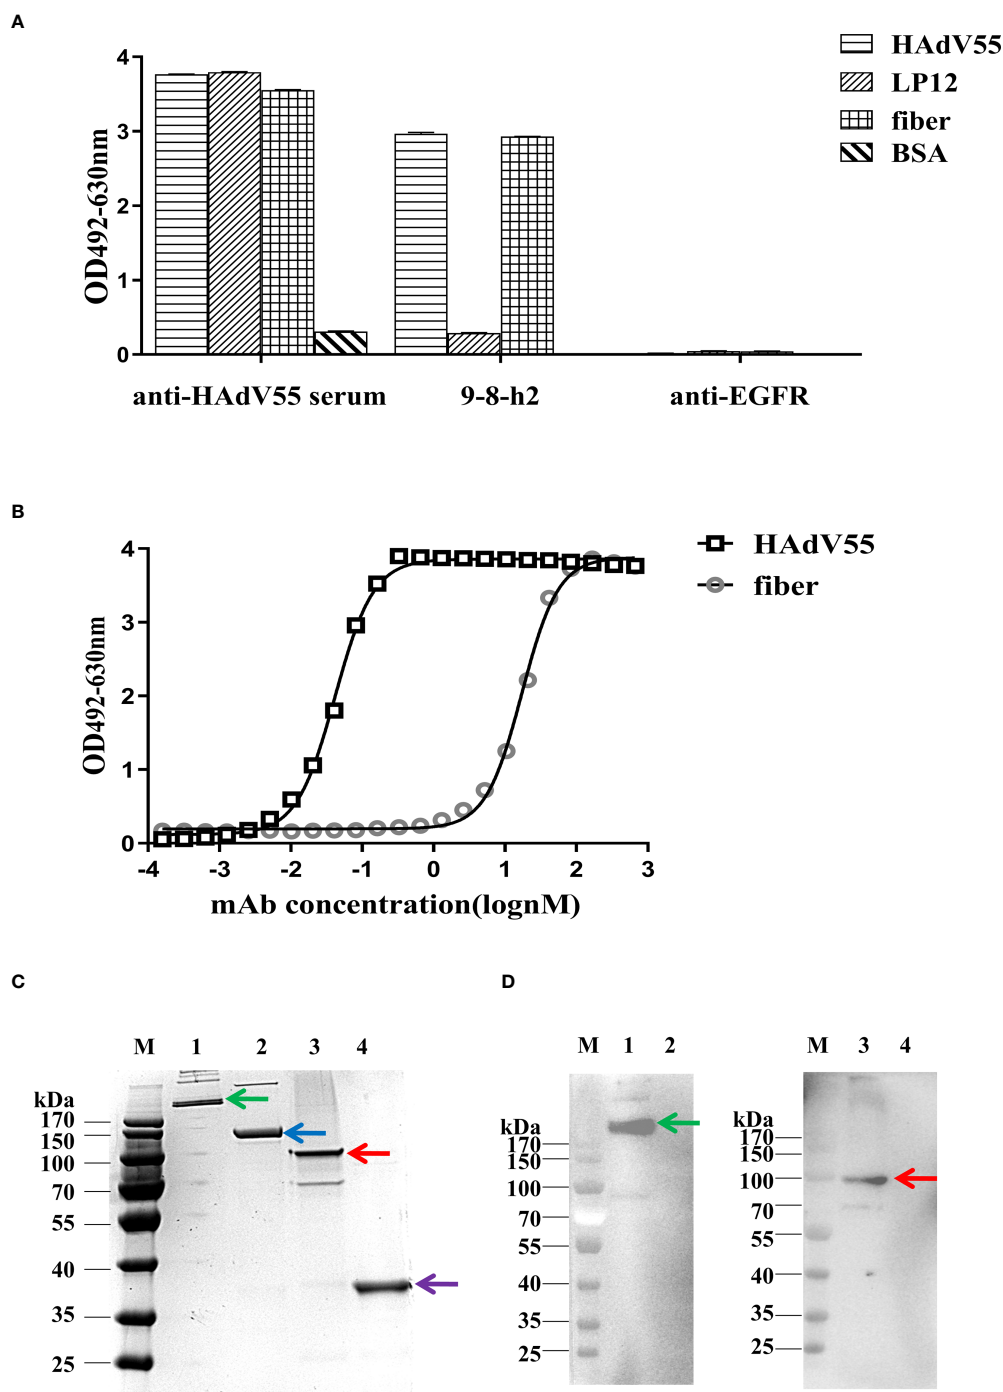 A
HAdV55
LP12
fiber
BSA
4
3
2
1
0
OD492-630nm
anti-HAdV55 serum 9-8-h2 anti-EGFR
B
HAdV55
fiber
4
3
2
1
0
OD492-630nm
-4 -3 -2 -1 0 1 2 3
mAb concentration(lognM)
C
M 1 2 3 4
kDa
170
150
100
70
55
40
35
25
D
M 1 2
kDa
170
150
100
70
55
40
35
25
M 3 4
kDa
170
150
100
70
55
40
35
25